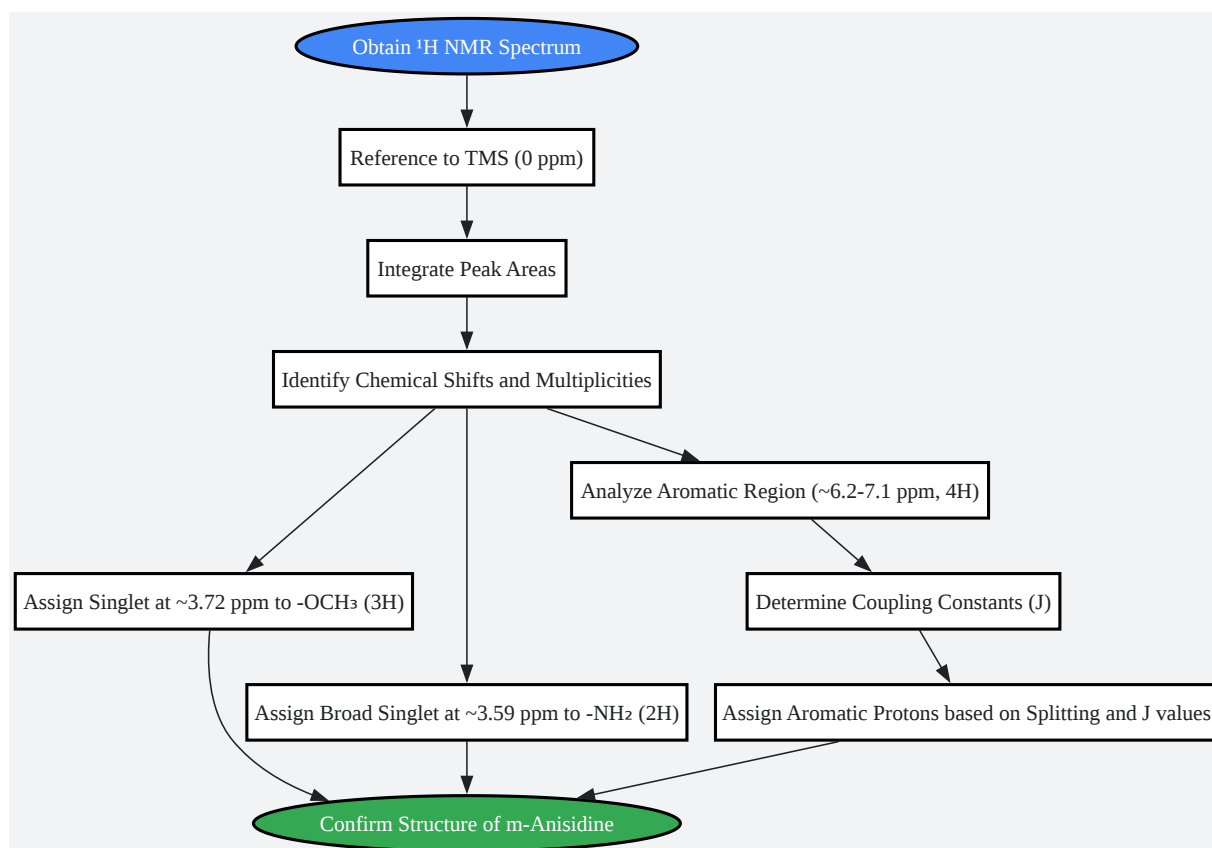 Obtain ¹H NMR Spectrum
Reference to TMS (0 ppm)
Integrate Peak Areas
Identify Chemical Shifts and Multiplicities
Analyze Aromatic Region (~6.2-7.1 ppm, 4H)
Assign Singlet at ~3.72 ppm to -OCH₃ (3H)
Determine Coupling Constants (J)
Assign Broad Singlet at ~3.59 ppm to -NH₂ (2H)
Assign Aromatic Protons based on Splitting and J values
Confirm Structure of m-Anisidine